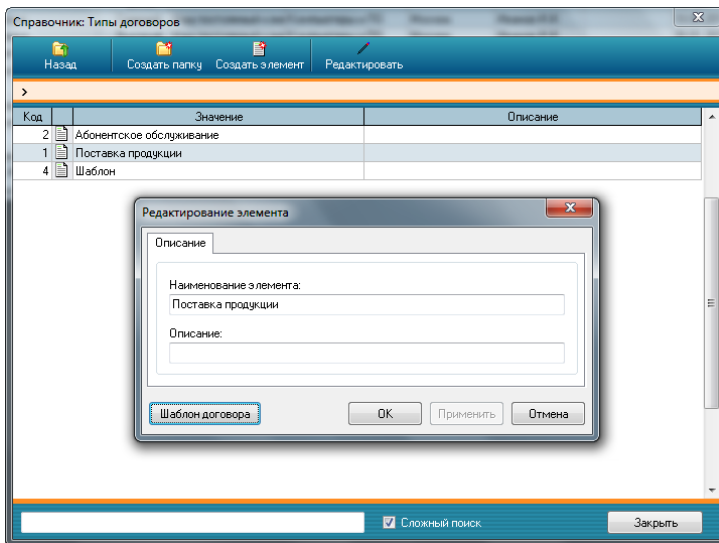 Справочник: Типы договоров
Назад Создать папку Создать элемент Редактировать
>
Код Значение Описание
2 Абонентское обслуживание
1 Поставка продукции
4 Шаблон
Редактирование элемента
Описание
Наименование элемента:
Поставка продукции
Описание:
Шаблон договора OK Применить Отмена
Сложный поиск Закрыть